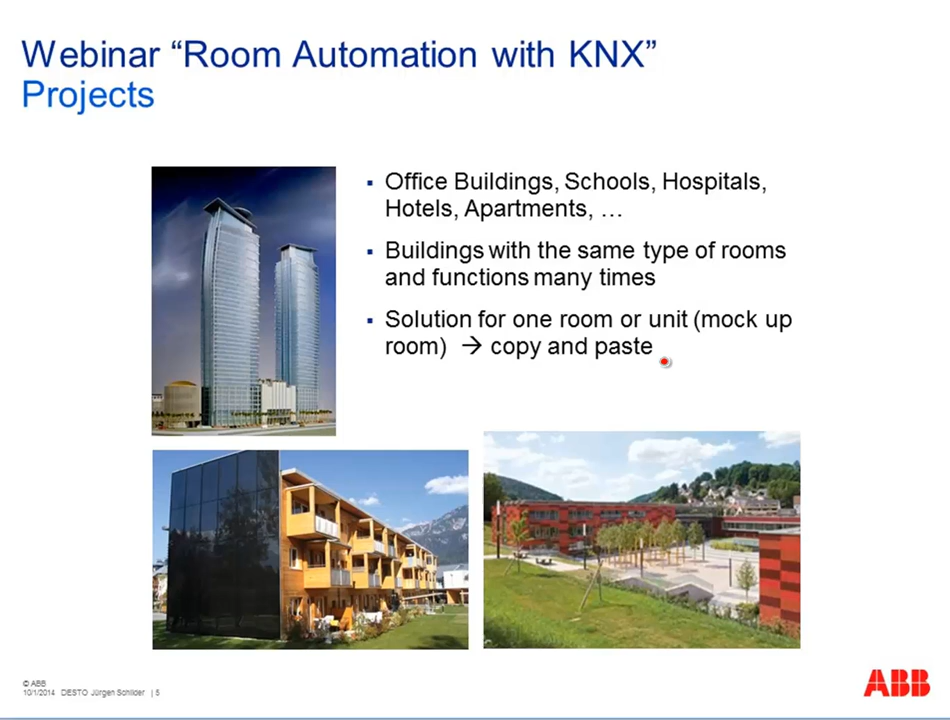 Webinar “Room Automation with KNX”
Projects
▪ Office Buildings, Schools, Hospitals,
Hotels, Apartments, …
▪ Buildings with the same type of rooms
and functions many times
▪ Solution for one room or unit (mock up
room) → copy and paste
© ABB
10/1/2014 DESTO Jürgen Schilder | 5
ABB